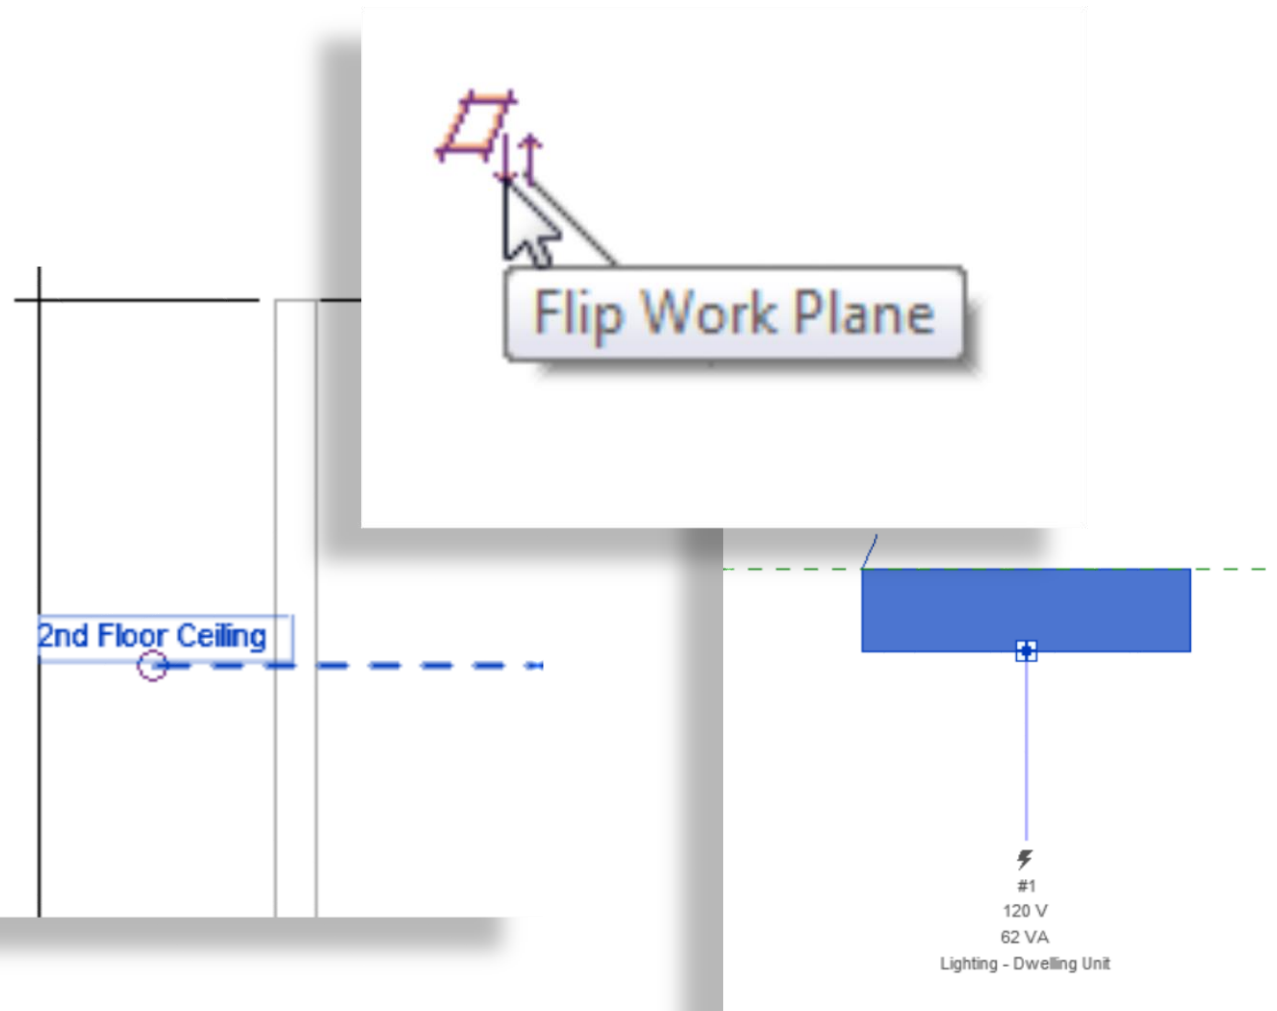 Flip Work Plane
2nd Floor Ceiling
#1
120 V
62 VA
Lighting - Dwelling Unit